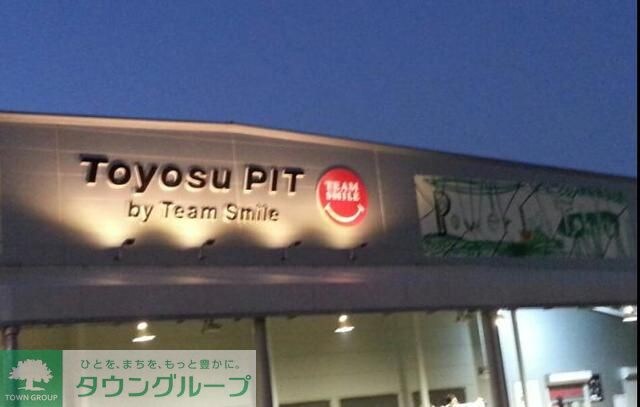 Toyosu PIT
by Team Smile
TEAM
SMILE
Power
TOWN GROUP
ひとを、まちを、もっと豊かに。
タウングループ